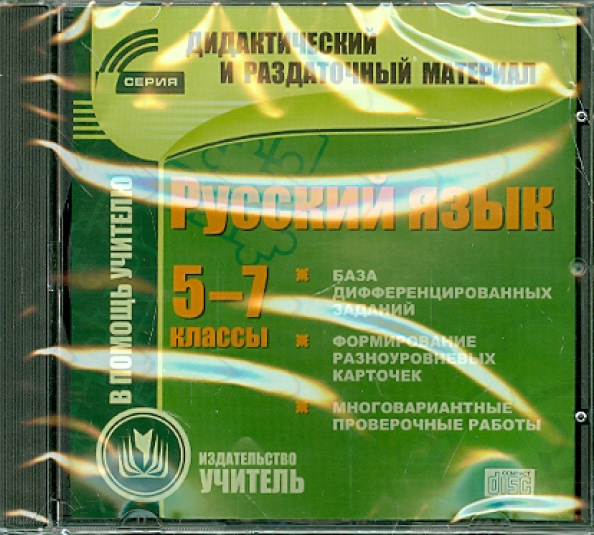 СЕРИЯ
ДИДАКТИЧЕСКИЙ
И РАЗДАТОЧНЫЙ МАТЕРИАЛ
В ПОМОЩЬ УЧИТЕЛЮ
Русский язык
5–7
классы
БАЗА
ДИФФЕРЕНЦИРОВАННЫХ
ЗАДАНИЙ
ФОРМИРОВАНИЕ
РАЗНОУРОВНЕВЫХ
КАРТОЧЕК
МНОГОВАРИАНТНЫЕ
ПРОВЕРОЧНЫЕ РАБОТЫ
ИЗДАТЕЛЬСТВО
УЧИТЕЛЬ
COMPACT
disc